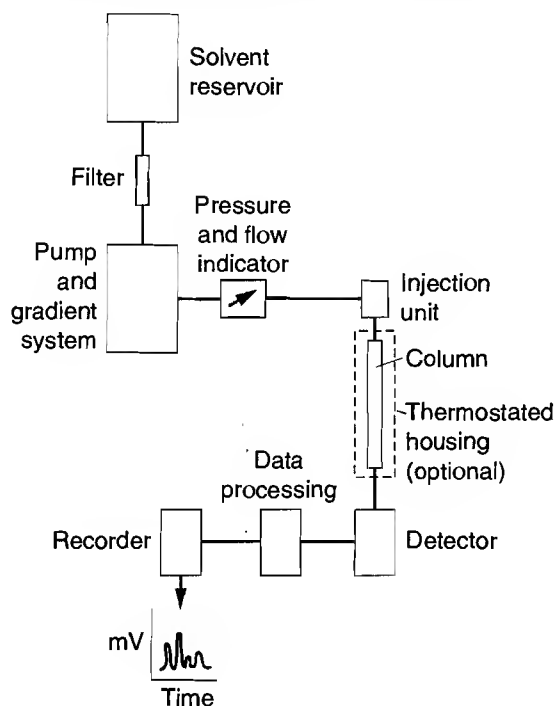 Solvent
reservoir
Filter
Pressure
and flow
indicator
Pump
and
gradient
system
Injection
unit
Column
Thermostated
housing
(optional)
Data
processing
Recorder
Detector
mV
Time